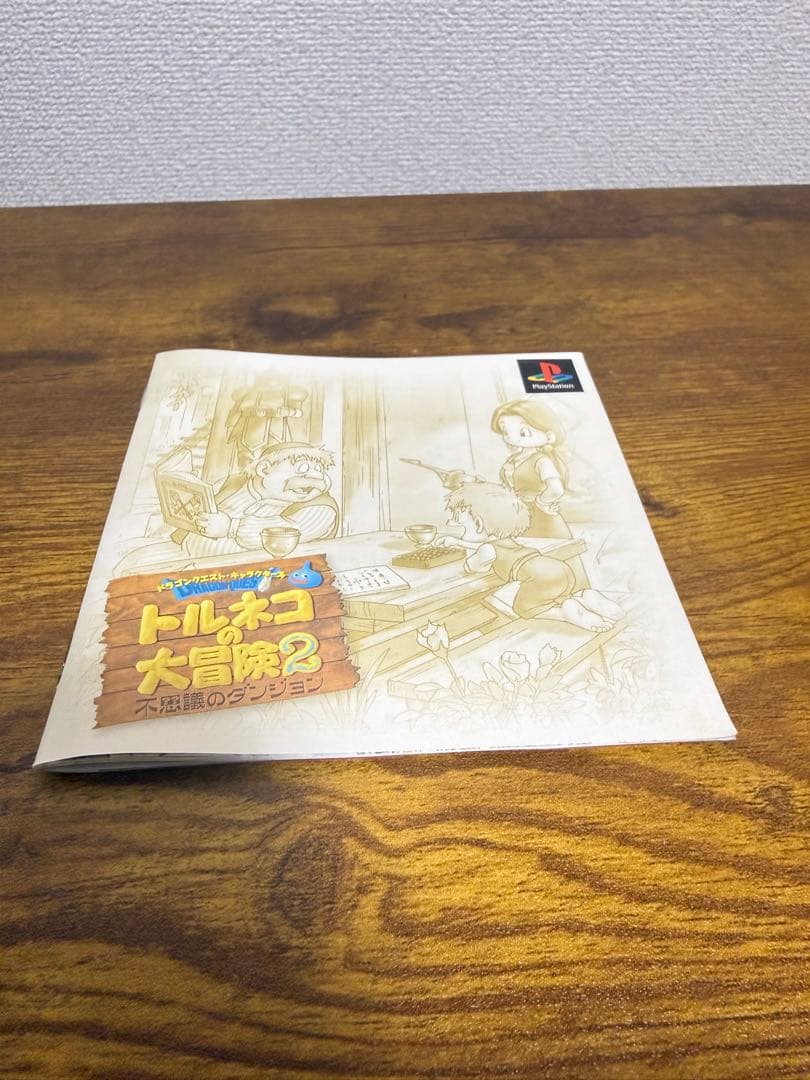 PlayStation
ドラゴンクエスト・キャラクターズ
DRAGON QUEST
トルネコ
の
大冒険2
不思議のダンジョン